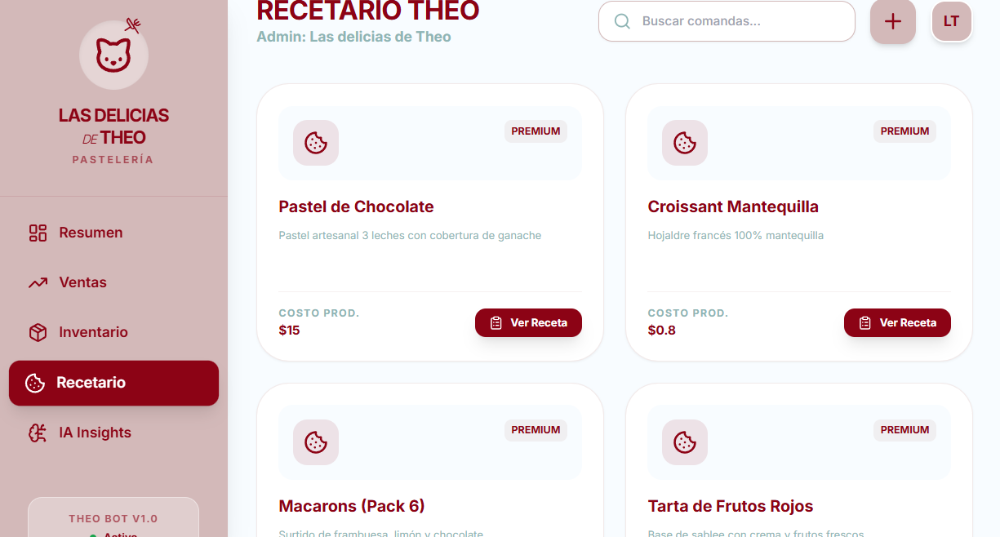 LAS DELICIAS
DE THEO
PASTELERÍA
Resumen
Ventas
Inventario
Recetario
IA Insights
THEO BOT V1.0
Activo
RECETARIO THEO
Admin: Las delicias de Theo
Buscar comandas...
LT
PREMIUM
Pastel de Chocolate
Pastel artesanal 3 leches con cobertura de ganache
COSTO PROD.
$15
Ver Receta
PREMIUM
Croissant Mantequilla
Hojaldre francés 100% mantequilla
COSTO PROD.
$0.8
Ver Receta
PREMIUM
Macarons (Pack 6)
Surtido de frambuesa, limón y chocolate
PREMIUM
Tarta de Frutos Rojos
Base de sablee con crema y frutos frescos